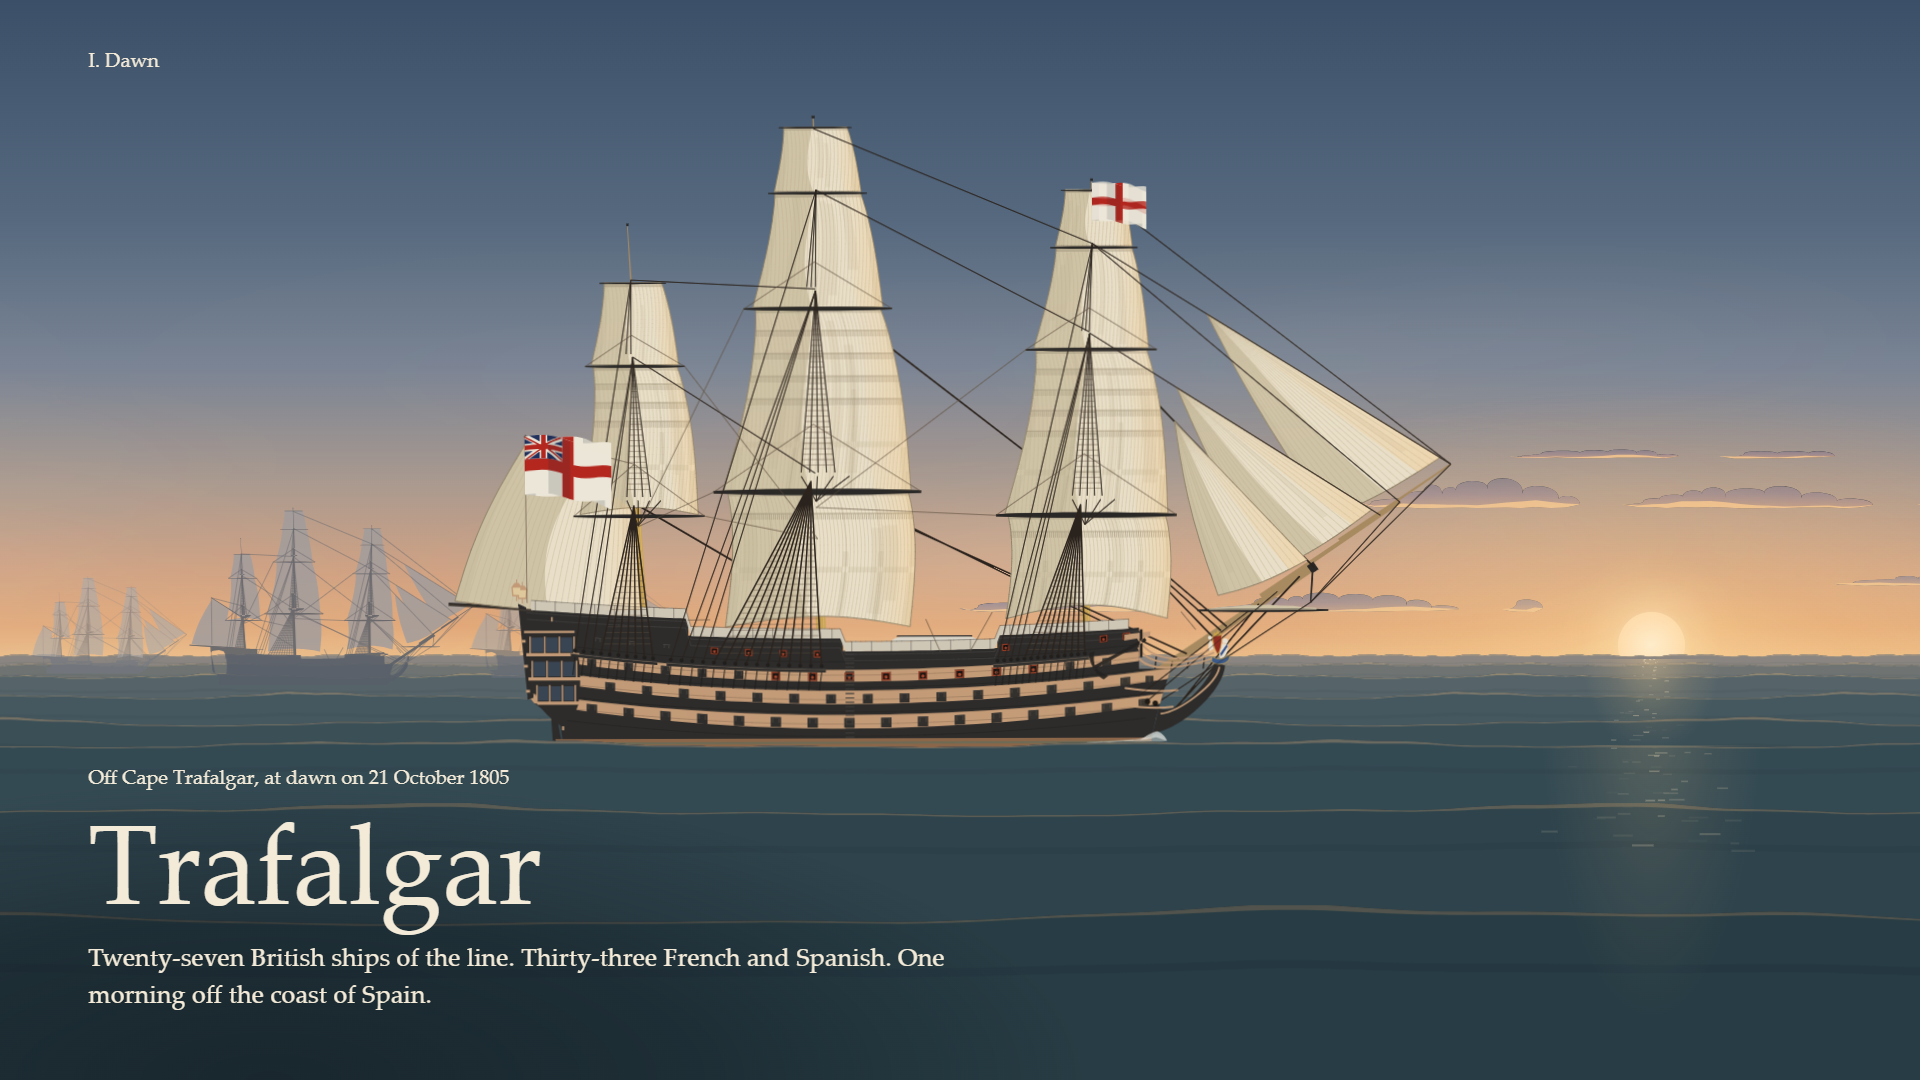 I. Dawn
Off Cape Trafalgar, at dawn on 21 October 1805
Trafalgar
Twenty-seven British ships of the line. Thirty-three French and Spanish. One
morning off the coast of Spain.